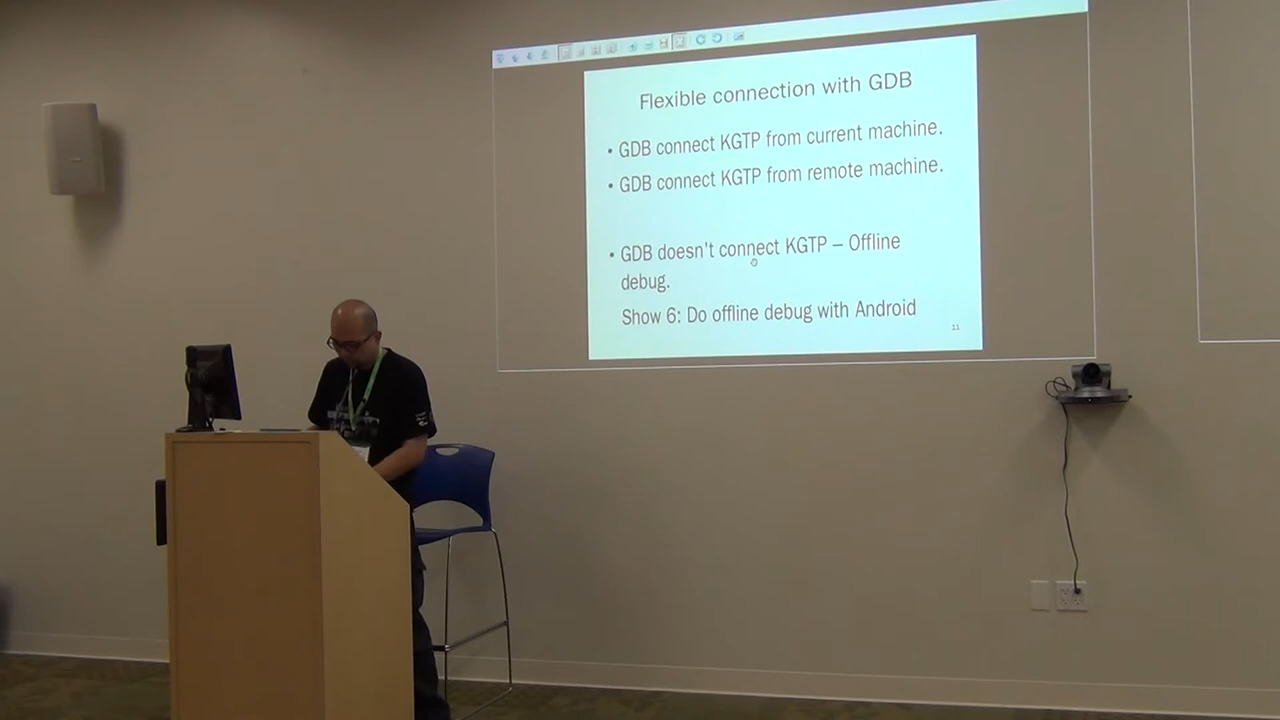 Flexible connection with GDB
• GDB connect KGTP from current machine.
• GDB connect KGTP from remote machine.
• GDB doesn't connect KGTP – Offline
debug.
Show 6: Do offline debug with Android
11